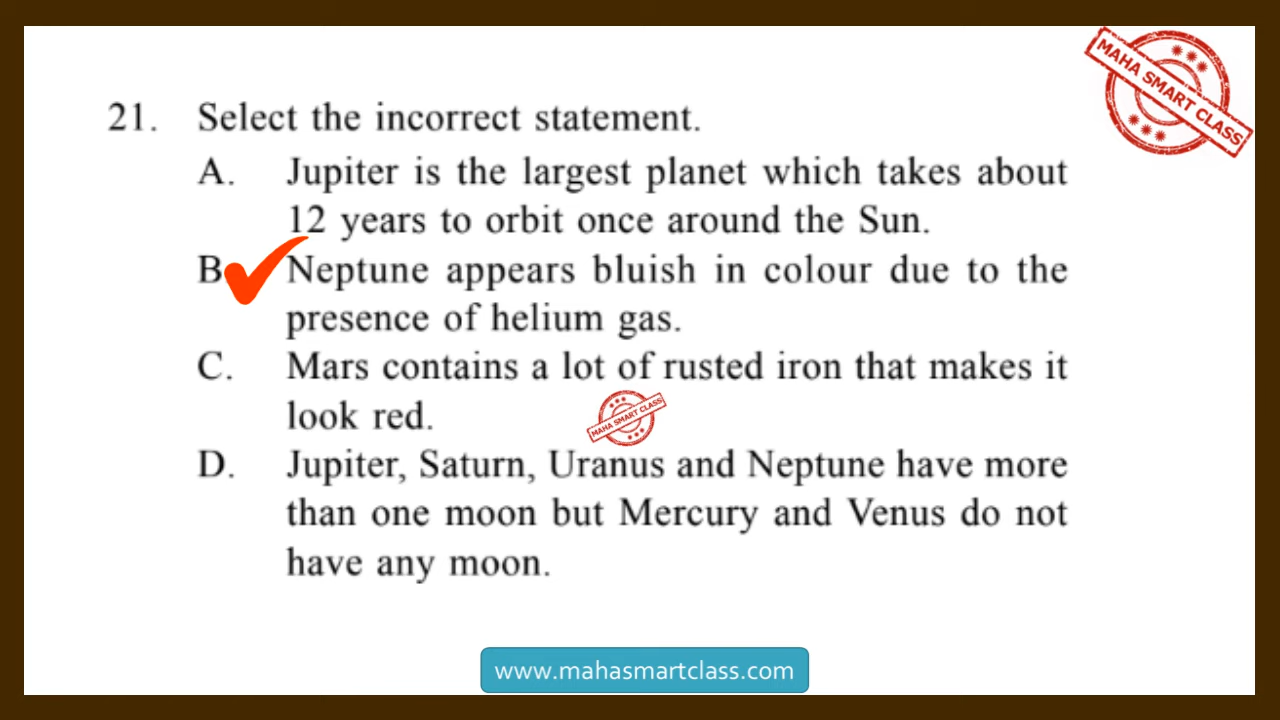 MAHA SMART CLASS
21. Select the incorrect statement.
A. Jupiter is the largest planet which takes about
12 years to orbit once around the Sun.
B Neptune appears bluish in colour due to the
presence of helium gas.
C. Mars contains a lot of rusted iron that makes it
look red.
MAHA SMART CLASS
D. Jupiter, Saturn, Uranus and Neptune have more
than one moon but Mercury and Venus do not
have any moon.
www.mahasmartclass.com